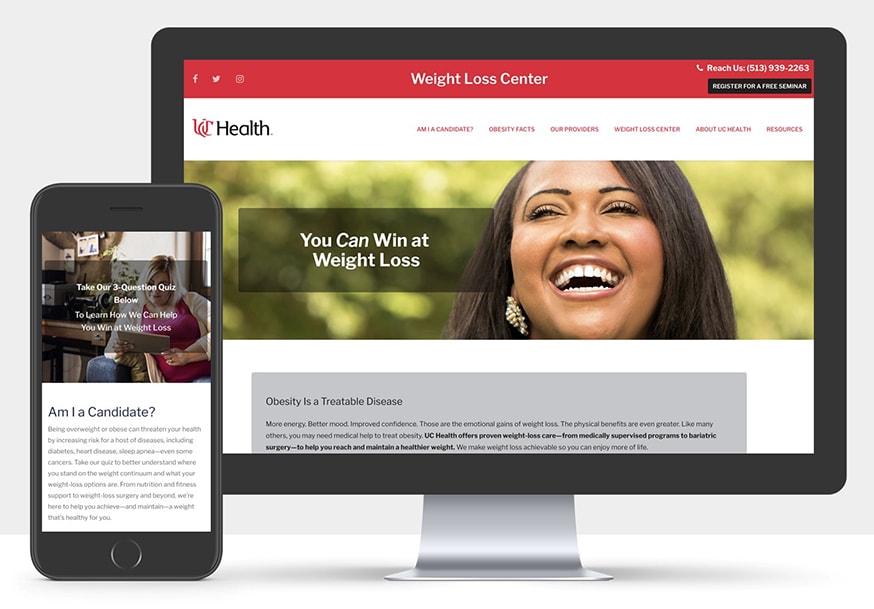 Reach Us: (513) 939-2263
Weight Loss Center
REGISTER FOR A FREE SEMINAR
UC Health.
AM I A CANDIDATE?
OBESITY FACTS
OUR PROVIDERS
WEIGHT LOSS CENTER
ABOUT UC HEALTH
RESOURCES
You Can Win at
Weight Loss
Obesity Is a Treatable Disease
More energy. Better mood. Improved confidence. Those are the emotional gains of weight loss. The physical benefits are even greater. Like many
others, you may need medical help to treat obesity. UC Health offers proven weight-loss care—from medically supervised programs to bariatric
surgery—to help you reach and maintain a healthier weight. We make weight loss achievable so you can enjoy more of life.
Take Our 3-Question Quiz
Below
To Learn How We Can Help
You Win at Weight Loss
Am I a Candidate?
Being overweight or obese can threaten your health
by increasing risk for a host of diseases, including
diabetes, heart disease, sleep apnea—even some
cancers. Take our quiz to better understand where
you stand on the weight continuum and what your
weight-loss options are. From nutrition and fitness
support to weight-loss surgery and beyond, we're
here to help you achieve—and maintain—a weight
that's healthy for you.